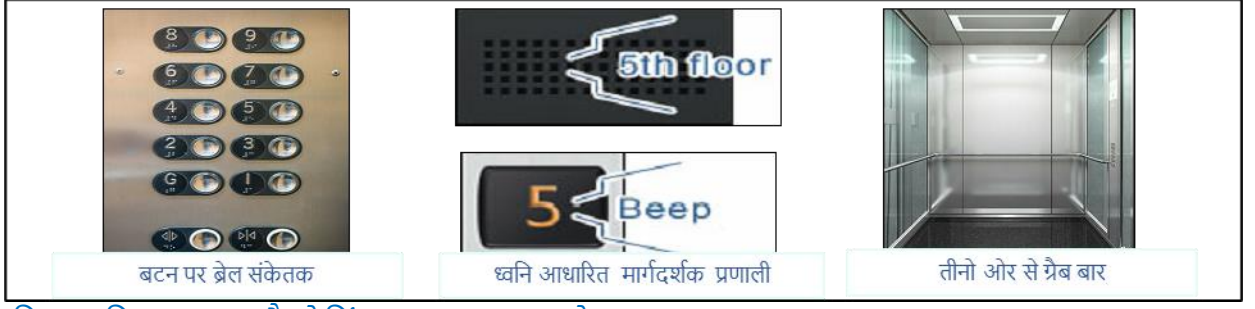 8 9
6 7
4 5
2 3
G 1
5th floor
5
Beep
बटन पर ब्रेल संकेतक
ध्वनि आधारित मार्गदर्शक प्रणाली
तीनो ओर से ग्रैब बार